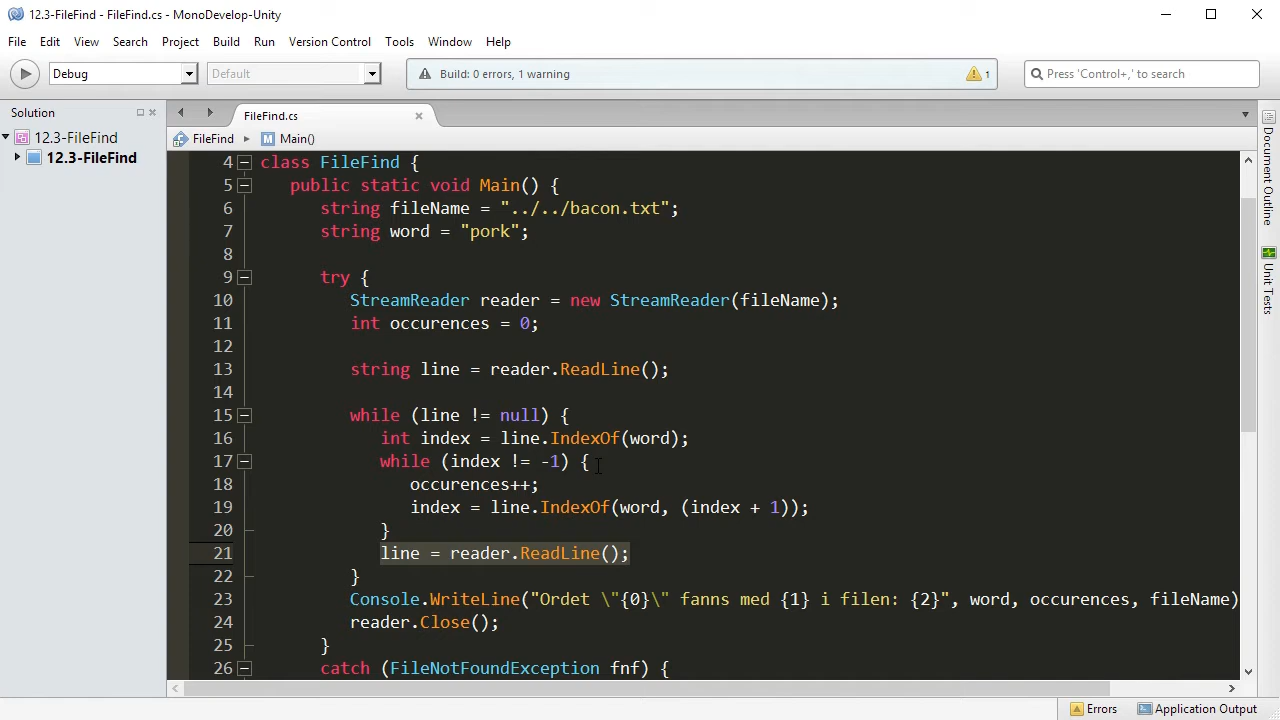 12.3-FileFind - FileFind.cs - MonoDevelop-Unity
File Edit View Search Project Build Run Version Control Tools Window Help
Debug Default Build: 0 errors, 1 warning 1 Press 'Control+,' to search
Solution FileFind.cs
12.3-FileFind FileFind M Main()
12.3-FileFind
4 class FileFind {
5 public static void Main() {
6 string fileName = "../../bacon.txt";
7 string word = "pork";
8
9 try {
10 StreamReader reader = new StreamReader(fileName);
11 int occurences = 0;
12
13 string line = reader.ReadLine();
14
15 while (line != null) {
16 int index = line.IndexOf(word);
17 while (index != -1) {
18 occurences++;
19 index = line.IndexOf(word, (index + 1));
20 }
21 line = reader.ReadLine();
22 }
23 Console.WriteLine("Ordet \"{0}\" fanns med {1} i filen: {2}", word, occurences, fileName)
24 reader.Close();
25 }
26 catch (FileNotFoundException fnf) {
Document Outline
Unit Tests
Errors Application Output